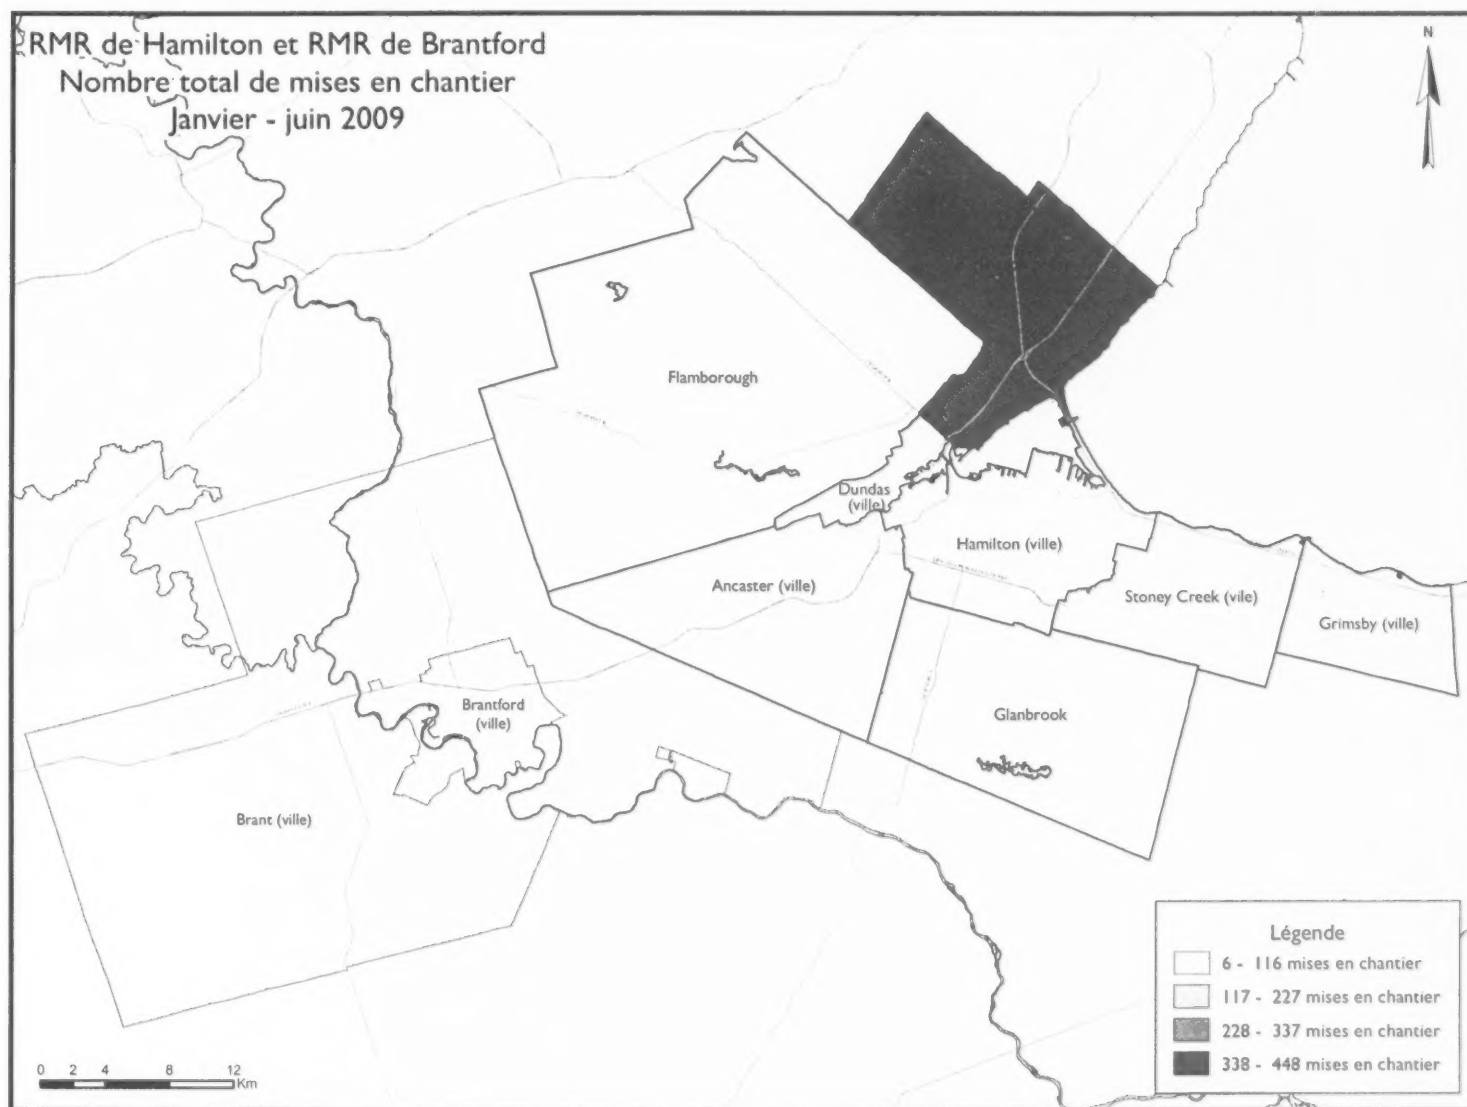 RMR de Hamilton et RMR de Brantford
Nombre total de mises en chantier
Janvier - juin 2009
N
Flamborough
Dundas
(ville)
Hamilton (ville)
Ancaster (ville)
Stoney Creek (vile)
Grimsby (ville)
Brantford
(ville)
Glanbrook
Brant (ville)
Légende
6 - 116 mises en chantier
117 - 227 mises en chantier
228 - 337 mises en chantier
338 - 448 mises en chantier
0 2 4 8 12
Km